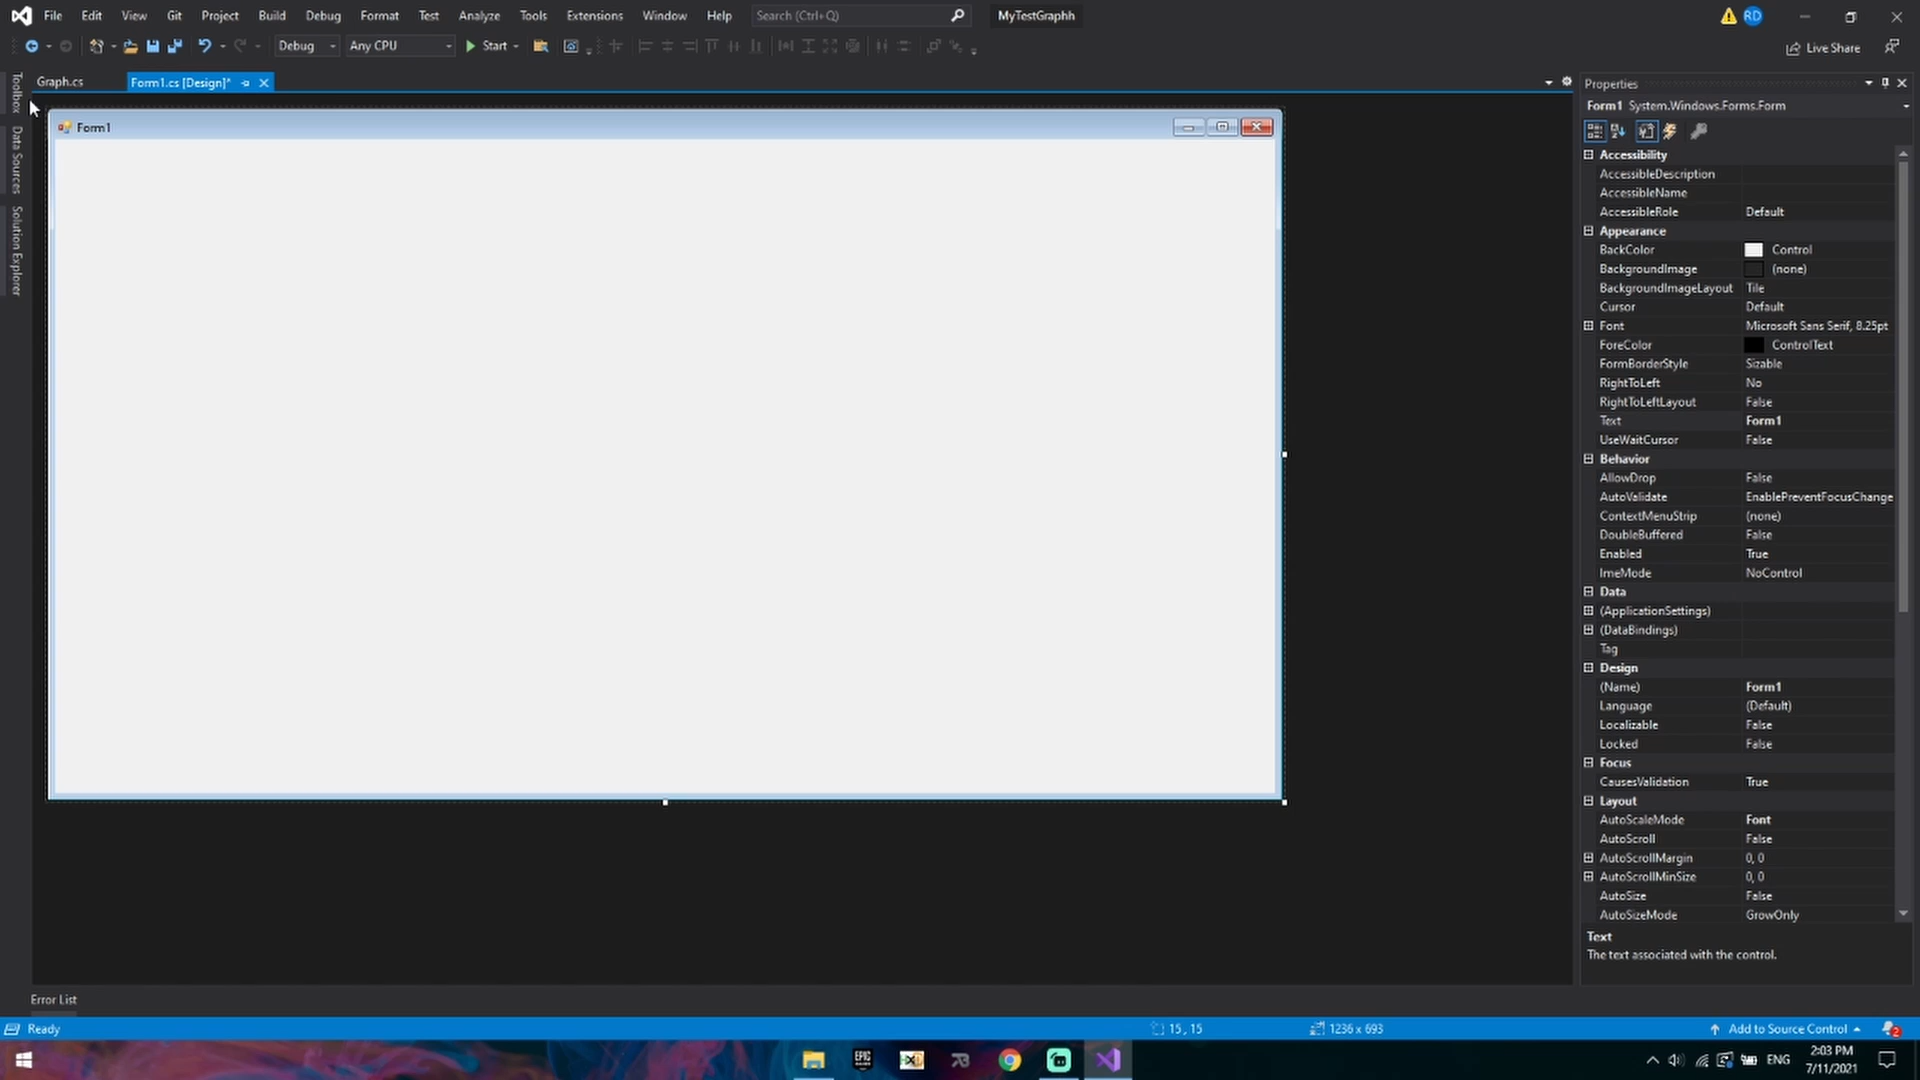 File Edit View Git Project Build Debug Format Test Analyze Tools Extensions Window Help Search (Ctrl+Q) MyTestGraphh RD
Debug Any CPU Start Live Share
Graph.cs Form1.cs [Design]*
Toolbox
Data Sources
Solution Explorer
Form1
Properties
Form1 System.Windows.Forms.Form
Accessibility
AccessibleDescription
AccessibleName
AccessibleRole Default
Appearance
BackColor Control
BackgroundImage (none)
BackgroundImageLayout Tile
Cursor Default
Font Microsoft Sans Serif, 8.25pt
ForeColor ControlText
FormBorderStyle Sizable
RightToLeft No
RightToLeftLayout False
Text Form1
UseWaitCursor False
Behavior
AllowDrop False
AutoValidate EnablePreventFocusChange
ContextMenuStrip (none)
DoubleBuffered False
Enabled True
ImeMode NoControl
Data
(ApplicationSettings)
(DataBindings)
Tag
Design
(Name) Form1
Language (Default)
Localizable False
Locked False
Focus
CausesValidation True
Layout
AutoScaleMode Font
AutoScroll False
AutoScrollMargin 0, 0
AutoScrollMinSize 0, 0
AutoSize False
AutoSizeMode GrowOnly
Text
The text associated with the control.
Error List
Ready 15 , 15 1236 x 693 Add to Source Control 2
EPIC GAMES ENG 2:03 PM
7/11/2021